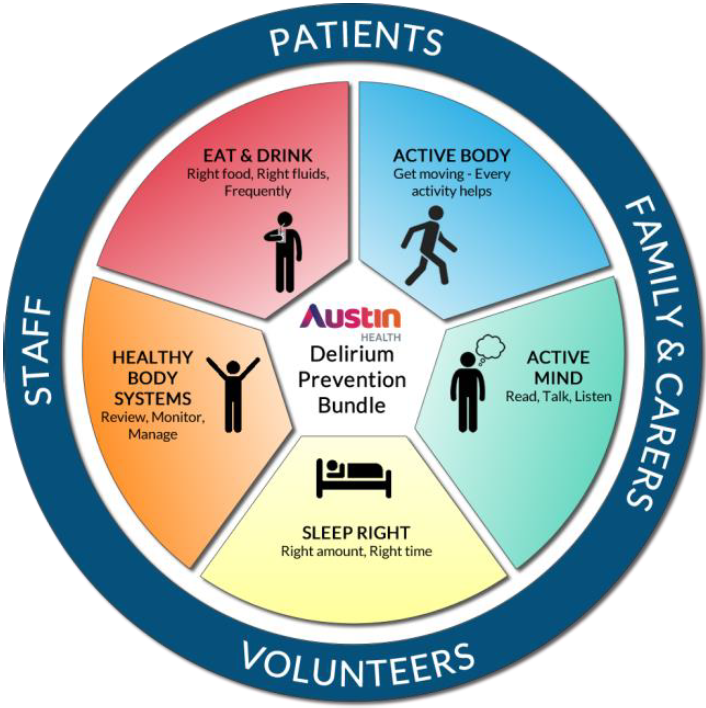 PATIENTS
EAT & DRINK
Right food, Right fluids,
Frequently
ACTIVE BODY
Get moving - Every
activity helps
FAMILY & CARERS
STAFF
Austin
HEALTH
Delirium
Prevention
Bundle
HEALTHY
BODY
SYSTEMS
Review, Monitor,
Manage
ACTIVE
MIND
Read, Talk, Listen
SLEEP RIGHT
Right amount, Right time
VOLUNTEERS